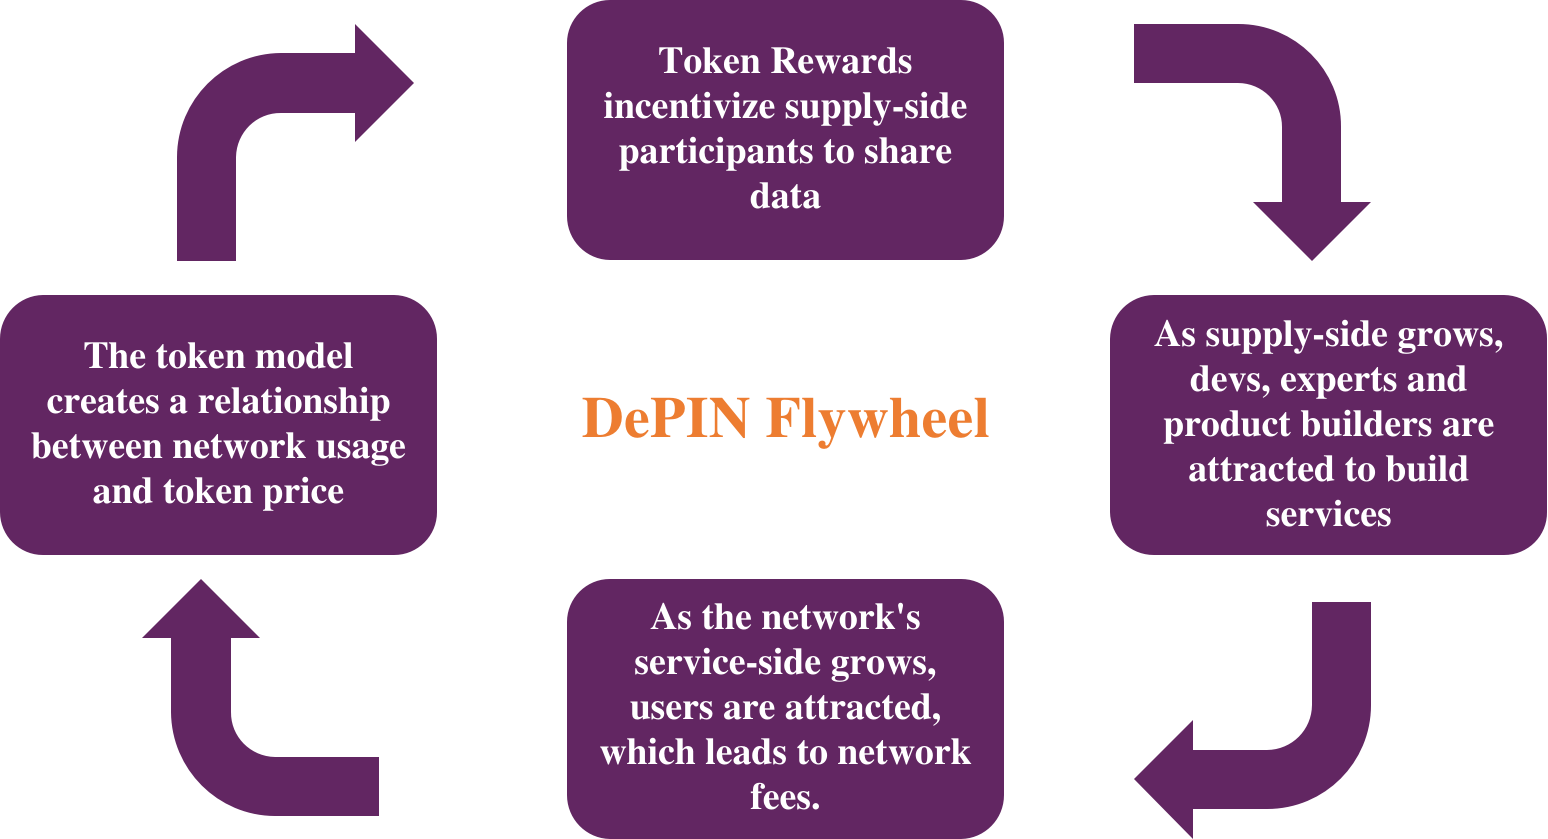 Token Rewards
incentivize supply-side
participants to share
data
As supply-side grows,
devs, experts and
product builders are
attracted to build
services
The token model
creates a relationship
between network usage
and token price
DePIN Flywheel
As the network's
service-side grows,
users are attracted,
which leads to network
fees.